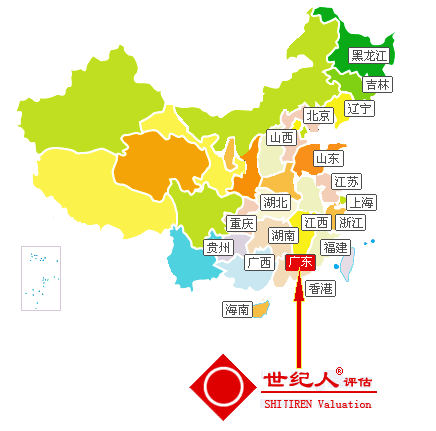 黑龙江
吉林
辽宁
北京
山西
山东
江苏
上海
湖北
浙江
重庆
江西
湖南
贵州
福建
广西
广东
香港
海南
世纪人®评估
SHIJIREN Valuation